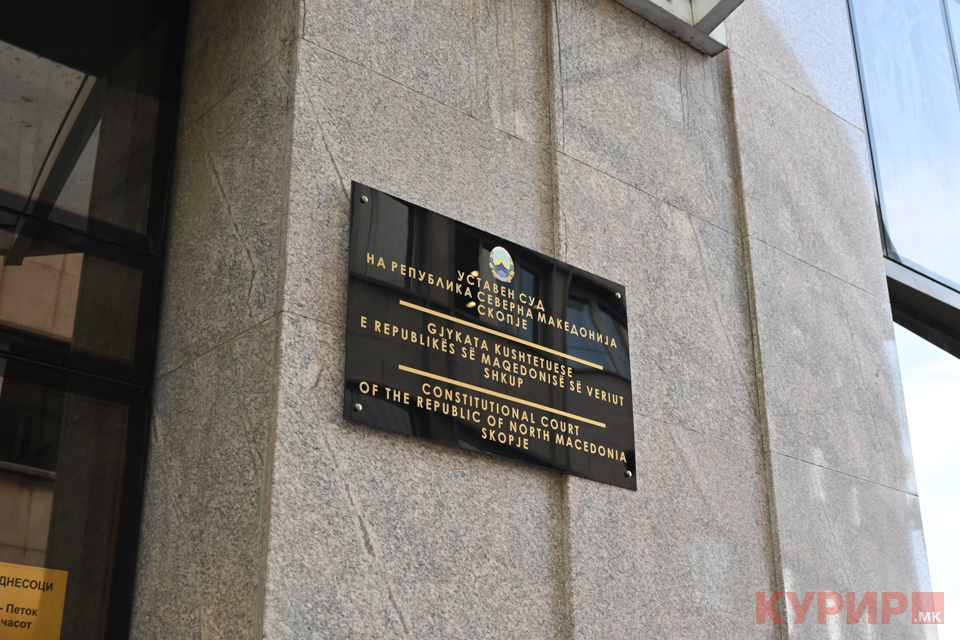 УСТАВЕН СУД
НА РЕПУБЛИКА СЕВЕРНА МАКЕДОНИЈА
СКОПЈЕ
GJYKATA KUSHTETUESE
E REPUBLIKËS SË MAQEDONISË SË VERIUT
SHKUP
CONSTITUTIONAL COURT
OF THE REPUBLIC OF NORTH MACEDONIA
SKOPJE
ДНЕСОЦИ
- Петок
часот
КУРИР.MK